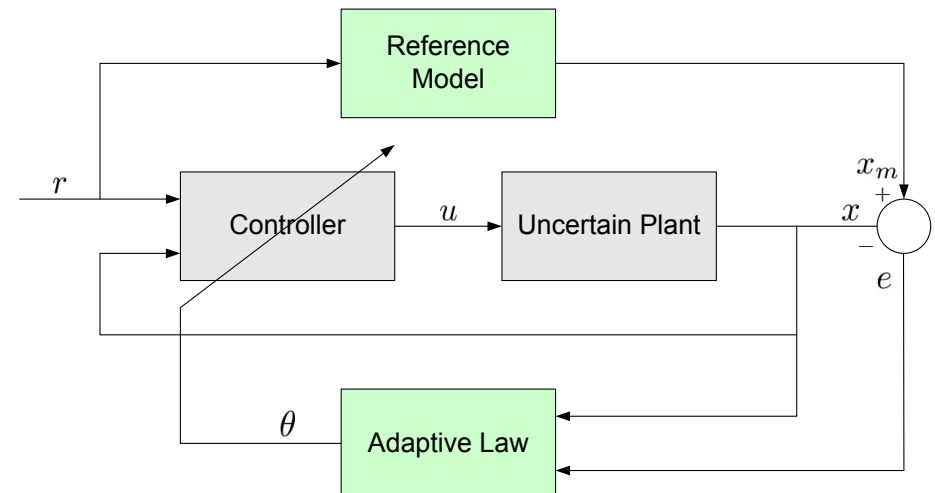 Reference
Model
x_m
r
+
Controller
u
Uncertain Plant
x
−
e
θ
Adaptive Law